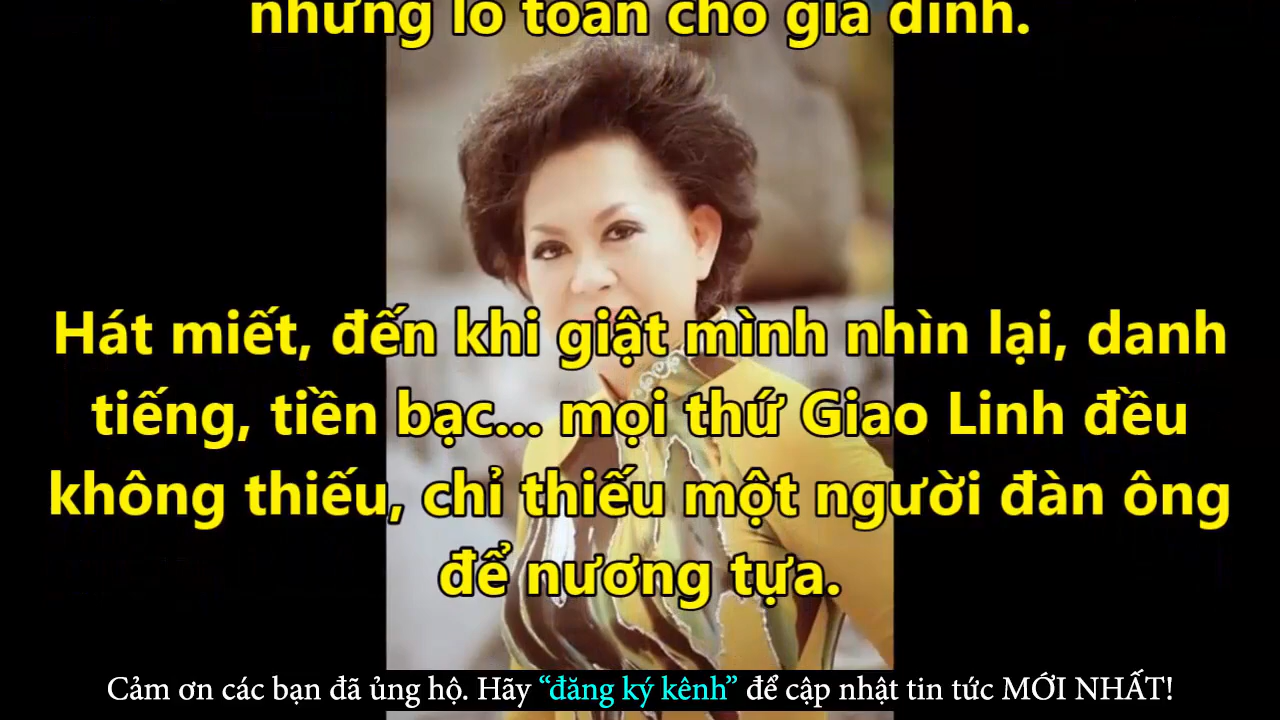 những lo toan cho gia đình.
Hát miết, đến khi giật mình nhìn lại, danh
tiếng, tiền bạc... mọi thứ Giao Linh đều
không thiếu, chỉ thiếu một người đàn ông
để nương tựa.
Cảm ơn các bạn đã ủng hộ. Hãy “đăng ký kênh” để cập nhật tin tức MỚI NHẤT!